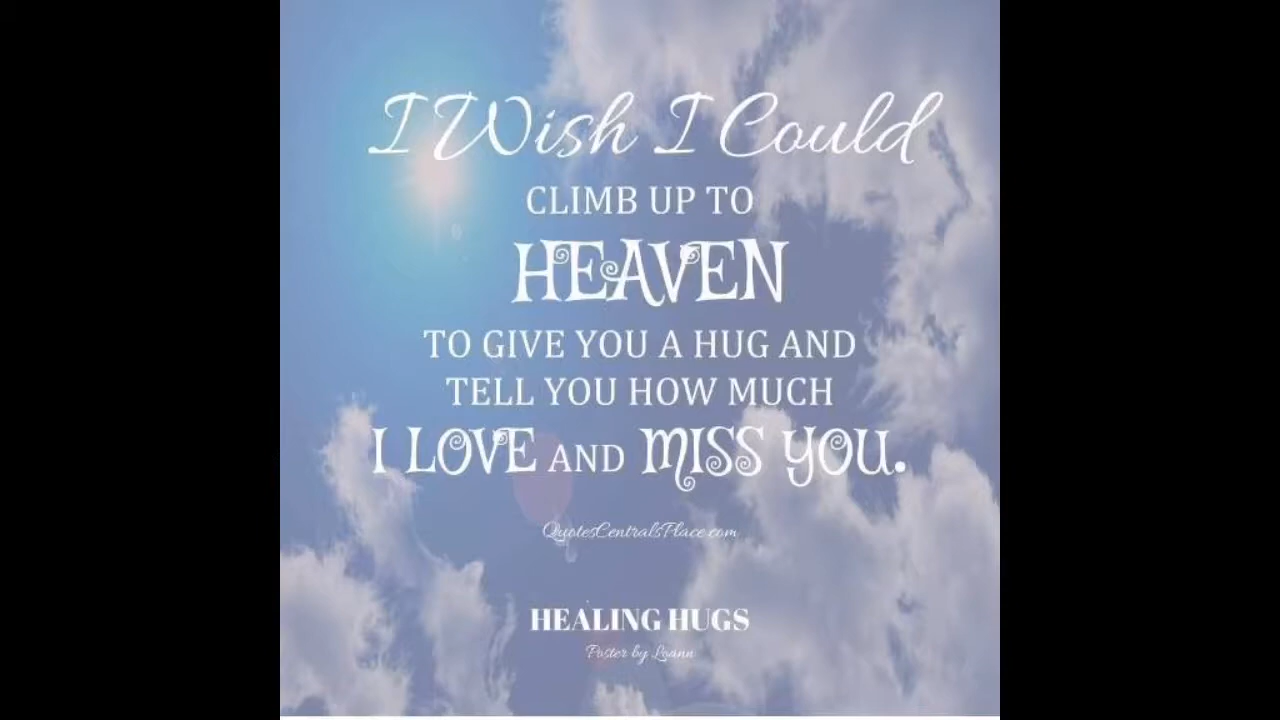 I Wish I Could
CLIMB UP TO
HEAVEN
TO GIVE YOU A HUG AND
TELL YOU HOW MUCH
I LOVE AND MISS YOU.
QuotesCentralsPlace.com
HEALING HUGS
Poster by Loann